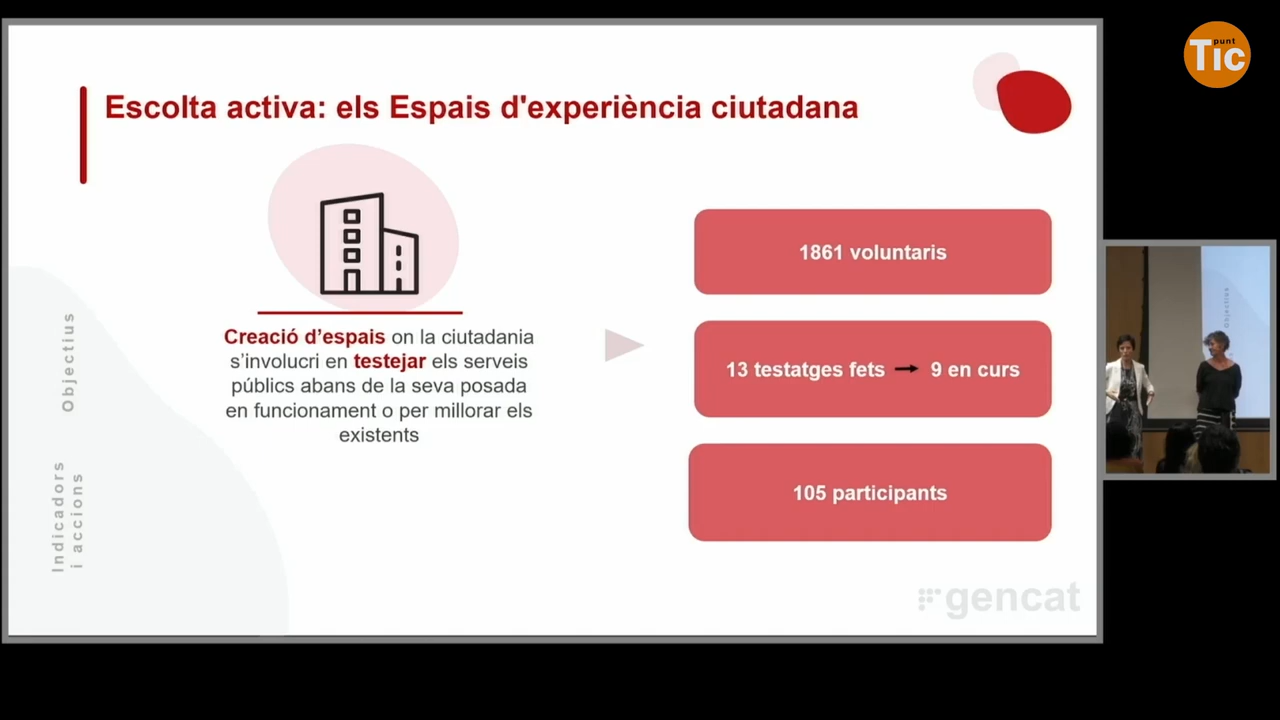 punt
Tic
Escolta activa: els Espais d'experiència ciutadana
Creació d'espais on la ciutadania
s'involucri en testejar els serveis
públics abans de la seva posada
en funcionament o per millorar els
existents
1861 voluntaris
13 testatges fets → 9 en curs
105 participants
Objectius
Indicadors
i accions
gencat
Objectius